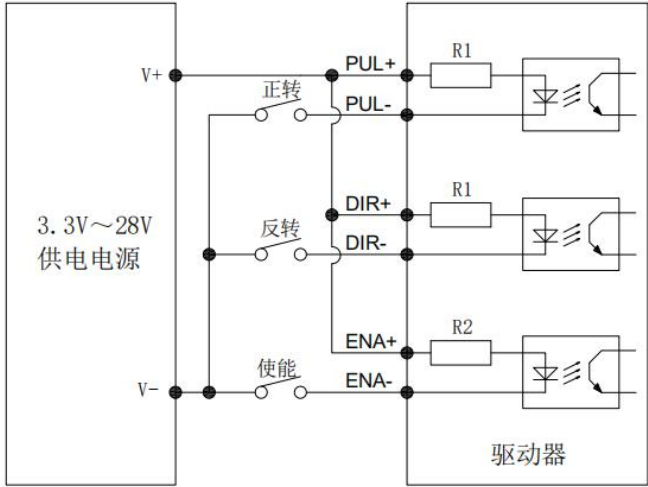 V+
正转
PUL+
R1
PUL-
3.3V～28V
供电电源
反转
DIR+
R1
DIR-
使能
ENA+
R2
ENA-
V-
驱动器